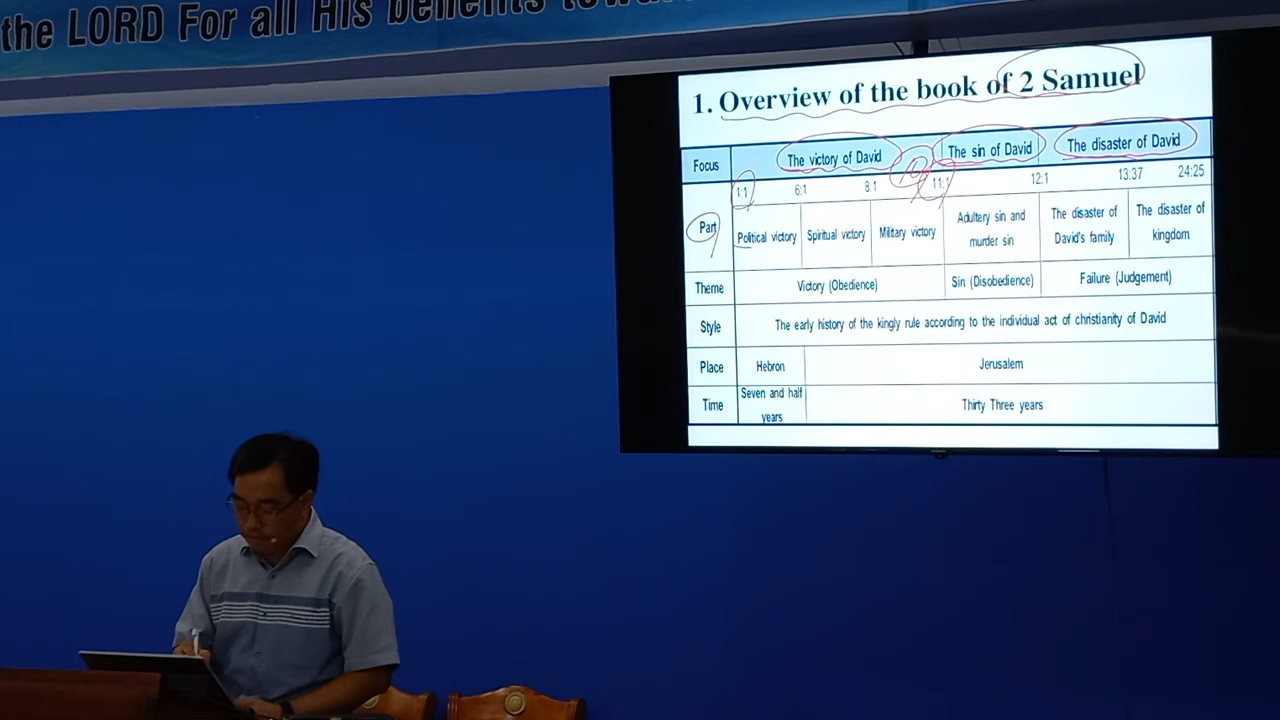 the LORD For all His benefits
1. Overview of the book of 2 Samuel
Focus The victory of David The sin of David The disaster of David
1:1 6:1 8:1 11:1 12:1 13:37 24:25
Part Political victory Spiritual victory Military victory Adultery sin and murder sin The disaster of David's family The disaster of kingdom
Theme Victory (Obedience) Sin (Disobedience) Failure (Judgement)
Style The early history of the kingly rule according to the individual act of christianity of David
Place Hebron Jerusalem
Time Seven and half years Thirty Three years